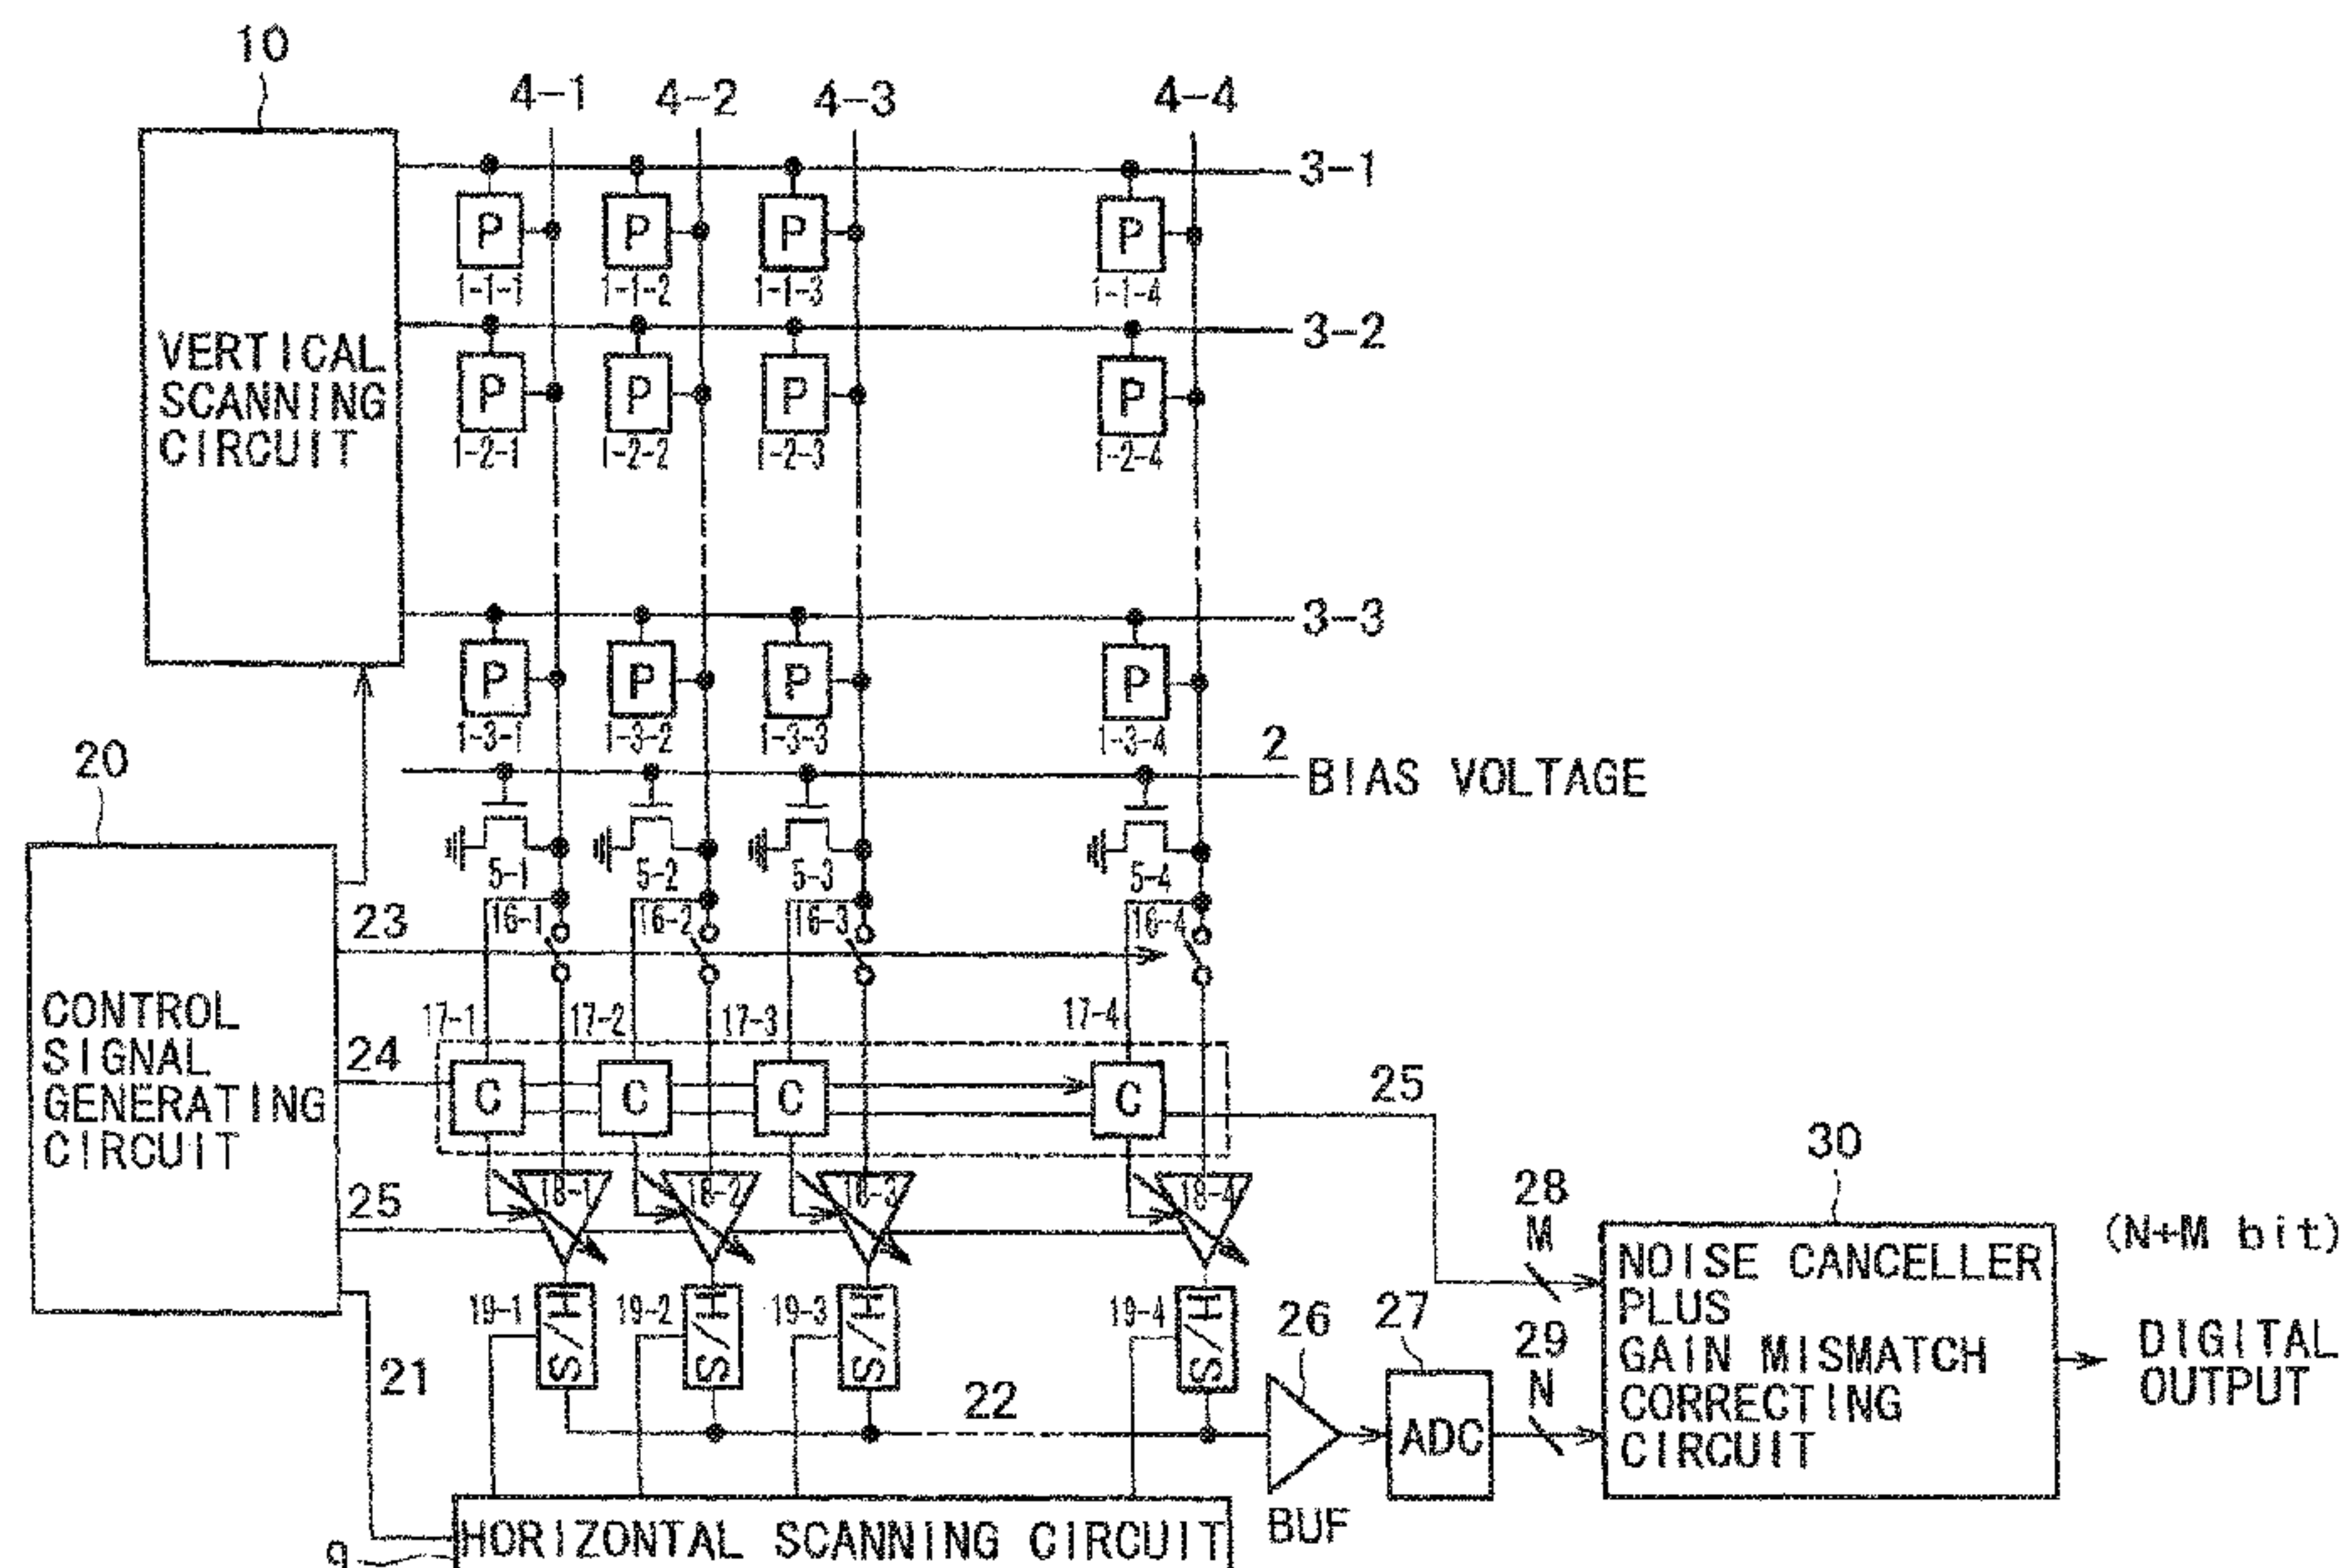 10
4-1 4-2 4-3 4-4
3-1
P P P P
1-1-1 1-1-2 1-1-3 1-1-4
3-2
VERTICAL
SCANNING
CIRCUIT
P P P P
1-2-1 1-2-2 1-2-3 1-2-4
3-3
P P P P
1-3-1 1-3-2 1-3-3 1-3-4
20
2
BIAS VOLTAGE
5-1 5-2 5-3 5-4
16-1 16-2 16-3 16-4
23
17-1 17-2 17-3 17-4
CONTROL
SIGNAL
GENERATING
CIRCUIT
24
C C C C
25
25
18-1 18-2 18-3 18-4
28
M
30
NOISE CANCELLER
PLUS
GAIN MISMATCH
CORRECTING
CIRCUIT
(N+M bit)
DIGITAL
OUTPUT
19-1 19-2 19-3 19-4
S/H S/H S/H S/H
21
22
26
27
29
N
ADC
BUF
9
HORIZONTAL SCANNING CIRCUIT